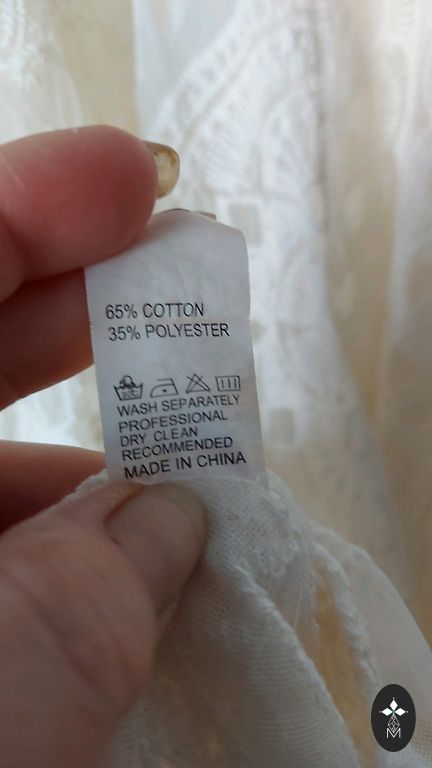 65% COTTON
35% POLYESTER
WASH SEPARATELY
PROFESSIONAL
DRY CLEAN
RECOMMENDED
MADE IN CHINA
M